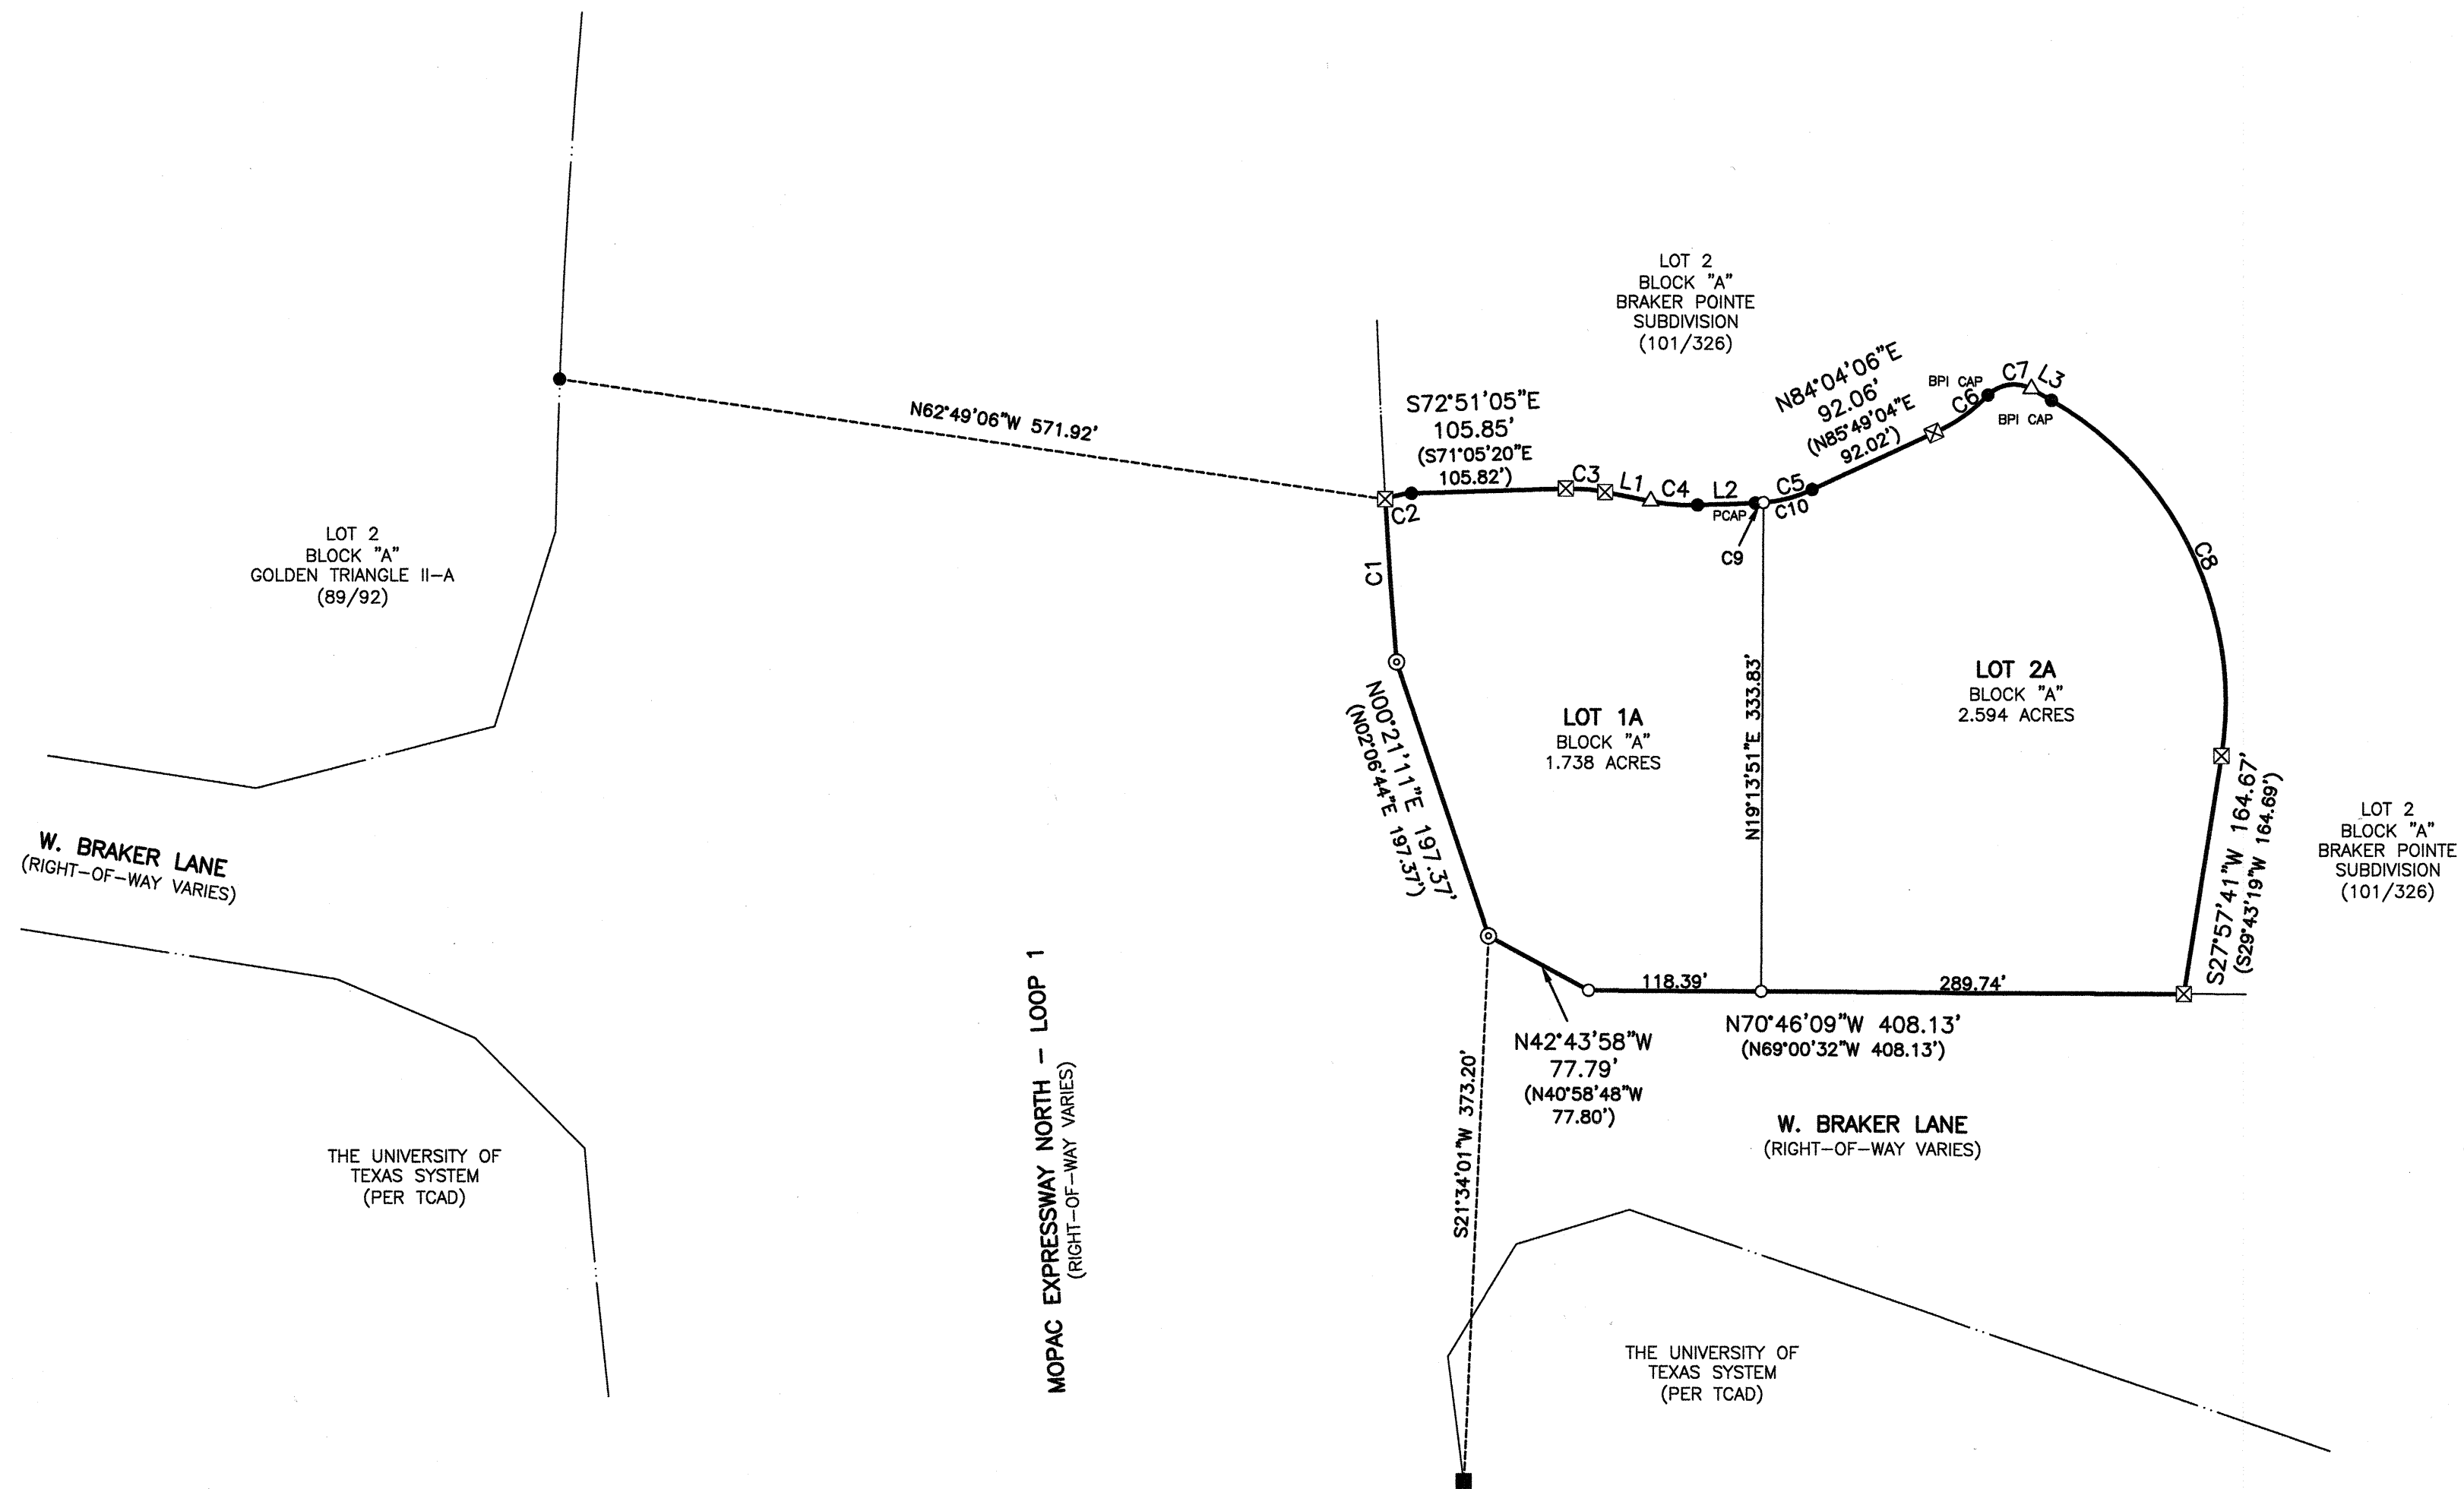 LOT 2
BLOCK "A"
BRAKER POINTE
SUBDIVISION
(101/326)
N62°49'06"W 571.92'
S72°51'05"E
105.85'
(S71°05'20"E
105.82')
C2
C3
L1
C4
L2
PCAP
C9
C5
C10
N84°04'06"E
92.06'
(N85°49'04"E
92.02')
BPI CAP
C6
C7
L3
BPI CAP
C8
C1
LOT 2
BLOCK "A"
GOLDEN TRIANGLE II-A
(89/92)
N00°21'11"E 197.37'
(N02°06'44"E 197.37')
LOT 1A
BLOCK "A"
1.738 ACRES
N19°13'51"E 333.83'
LOT 2A
BLOCK "A"
2.594 ACRES
S27°57'41"W 164.67'
(S29°43'19"W 164.69')
LOT 2
BLOCK "A"
BRAKER POINTE
SUBDIVISION
(101/326)
W. BRAKER LANE
(RIGHT-OF-WAY VARIES)
118.39'
289.74'
N70°46'09"W 408.13'
(N69°00'32"W 408.13')
N42°43'58"W
77.79'
(N40°58'48"W
77.80')
S21°34'01"W 373.20'
MOPAC EXPRESSWAY NORTH - LOOP 1
(RIGHT-OF-WAY VARIES)
W. BRAKER LANE
(RIGHT-OF-WAY VARIES)
THE UNIVERSITY OF
TEXAS SYSTEM
(PER TCAD)
THE UNIVERSITY OF
TEXAS SYSTEM
(PER TCAD)